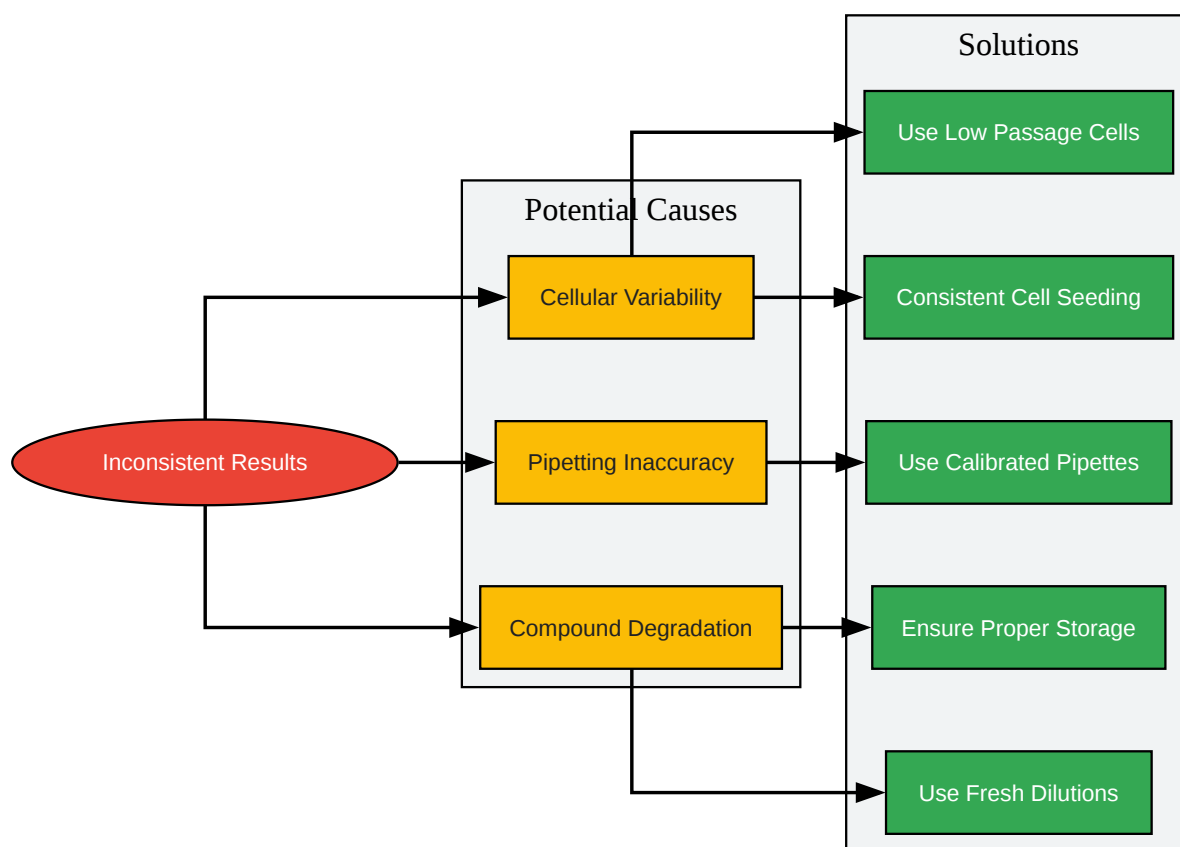 Solutions
Use Low Passage Cells
Potential Causes
Cellular Variability
Consistent Cell Seeding
Inconsistent Results
Pipetting Inaccuracy
Use Calibrated Pipettes
Compound Degradation
Ensure Proper Storage
Use Fresh Dilutions